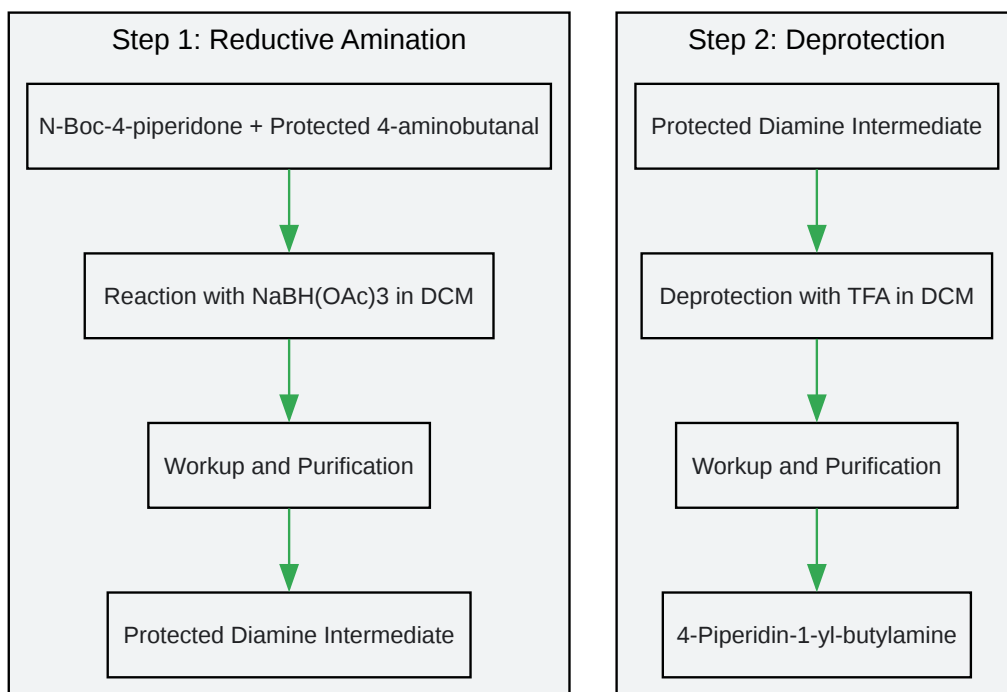 Step 1: Reductive Amination
N-Boc-4-piperidone + Protected 4-aminobutanal
Reaction with NaBH(OAc)3 in DCM
Workup and Purification
Protected Diamine Intermediate
Step 2: Deprotection
Protected Diamine Intermediate
Deprotection with TFA in DCM
Workup and Purification
4-Piperidin-1-yl-butylamine